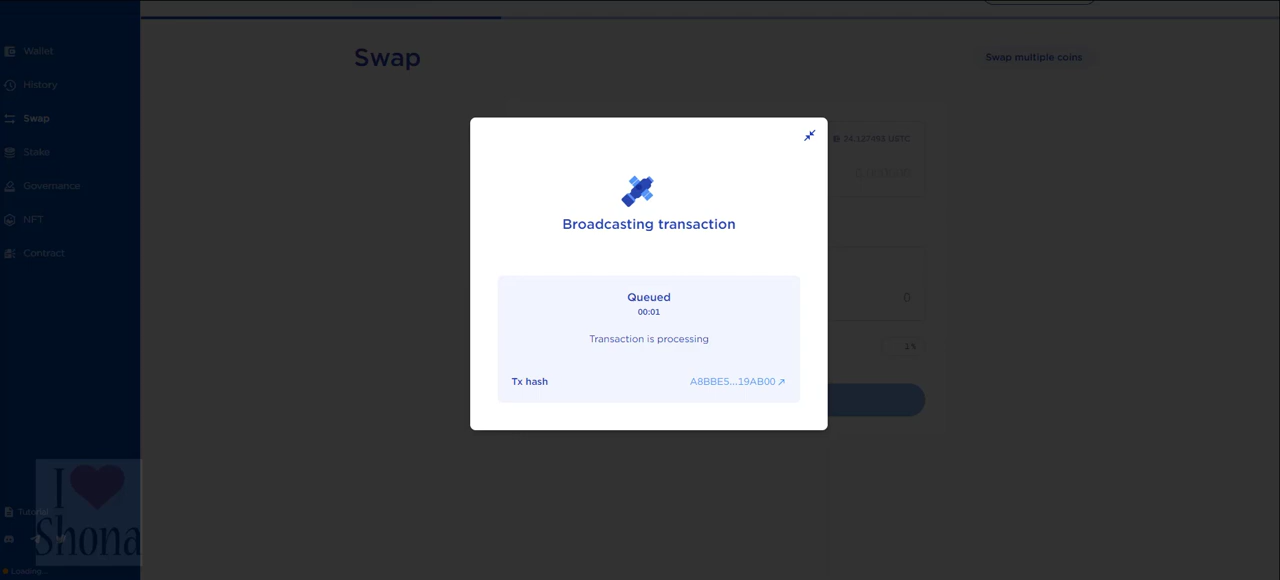 Wallet
History
Swap
Stake
Governance
NFT
Contract
Tutorial
Loading...
I
Shona
Swap
Swap multiple coins
Broadcasting transaction
Queued
00:01
Transaction is processing
Tx hash
A8BBE5...19AB00
0